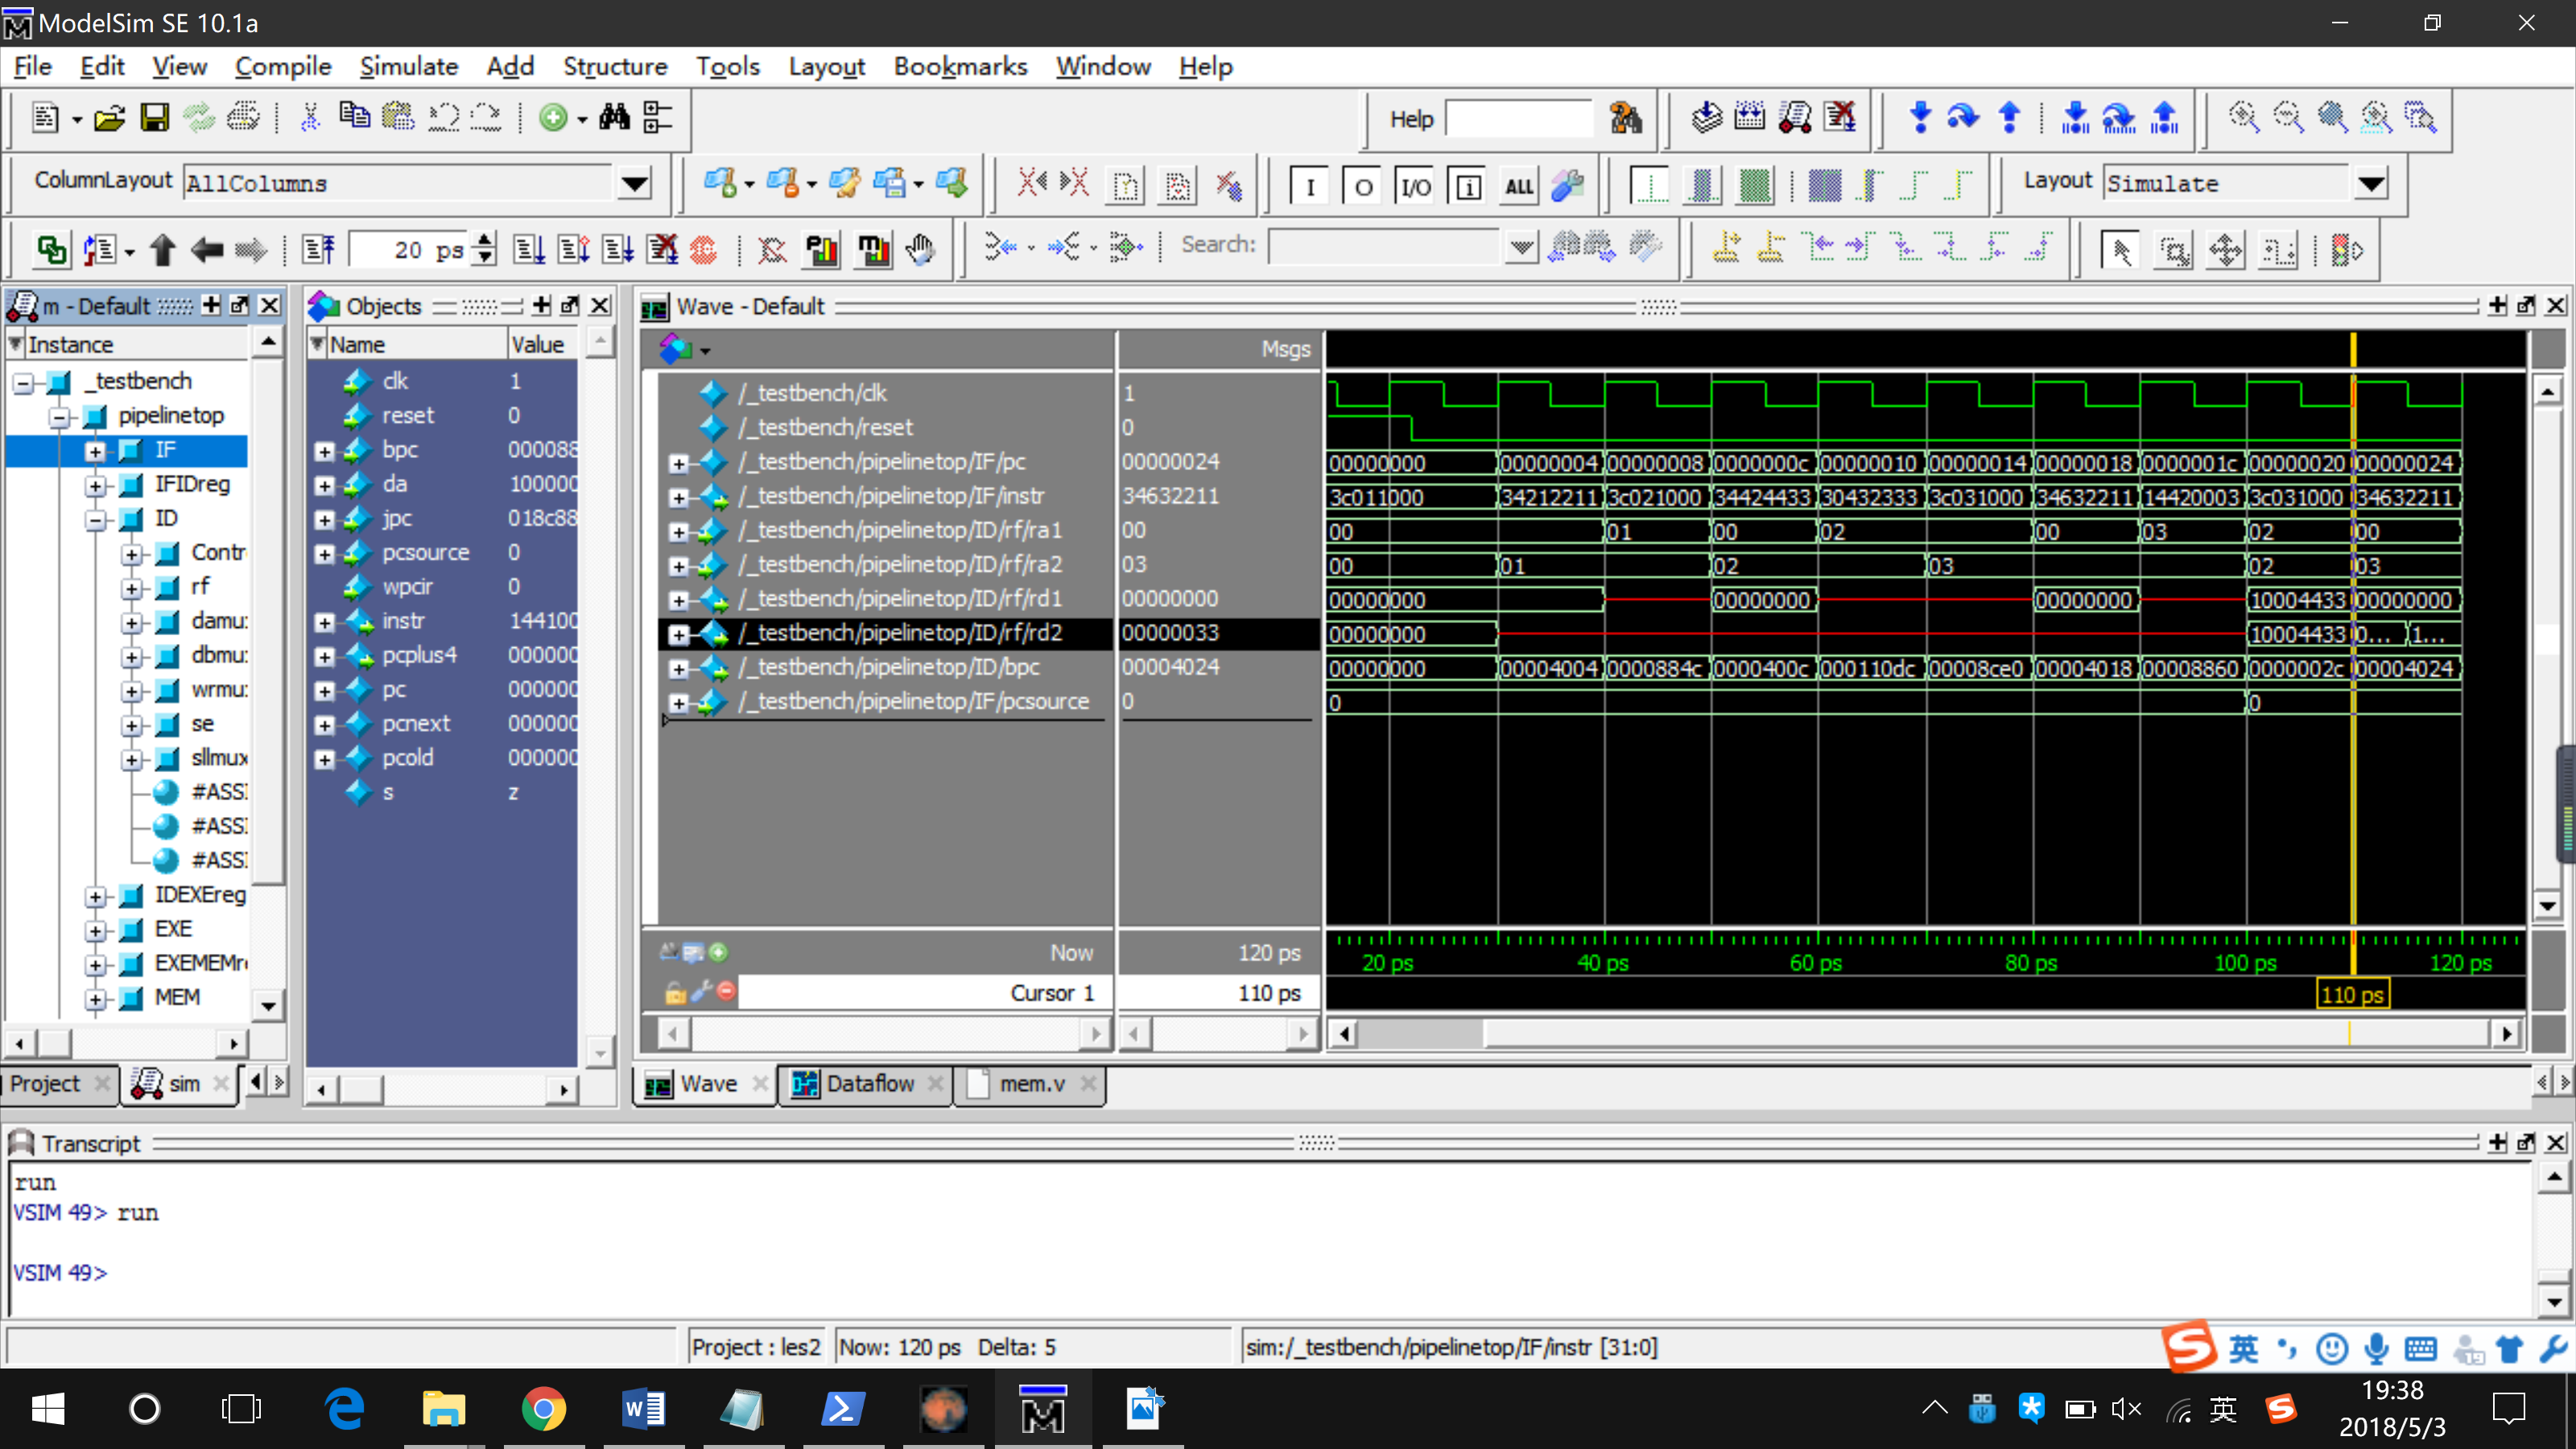 ModelSim SE 10.1a
File Edit View Compile Simulate Add Structure Tools Layout Bookmarks Window Help
Help
ColumnLayout AllColumns
I O I/O i ALL
Layout Simulate
20 ps
Search:
m - Default
Instance
_testbench
pipelinetop
IF
IFIDreg
ID
Contr
rf
damu
dbmu
wrmu
se
sllmux
#ASSI
#ASSI
#ASSI
IDEXEreg
EXE
EXEMEMr
MEM
Project
sim
Objects
Name Value
clk 1
reset 0
bpc 000088
da 100000
jpc 018c88
pcsource 0
wpcir 0
instr 144100
pcplus4 000000
pc 000000
pcnext 000000
pcold 000000
s z
Wave - Default
Msgs
/_testbench/clk 1
/_testbench/reset 0
/_testbench/pipelinetop/IF/pc 00000024 00000000 00000004 00000008 0000000c 00000010 00000014 00000018 0000001c 00000020 00000024
/_testbench/pipelinetop/IF/instr 34632211 3c011000 34212211 3c021000 34424433 30432333 3c031000 34632211 14420003 3c031000 34632211
/_testbench/pipelinetop/ID/rf/ra1 00 00 01 00 02 00 03 02 00
/_testbench/pipelinetop/ID/rf/ra2 03 00 01 02 03 02 03
/_testbench/pipelinetop/ID/rf/rd1 00000000 00000000 00000000 00000000 10004433 00000000
/_testbench/pipelinetop/ID/rf/rd2 00000033 00000000 10004433 0... 1...
/_testbench/pipelinetop/ID/bpc 00004024 00000000 00004004 0000884c 0000400c 000110dc 00008ce0 00004018 00008860 0000002c 00004024
/_testbench/pipelinetop/IF/pcsource 0 0 0
Now 120 ps
20 ps 40 ps 60 ps 80 ps 100 ps 120 ps
Cursor 1 110 ps
110 ps
Wave Dataflow mem.v
Transcript
run
VSIM 49> run
VSIM 49>
Project : les2 Now: 120 ps Delta: 5 sim:/_testbench/pipelinetop/IF/instr [31:0]
英
19:38
英
2018/5/3